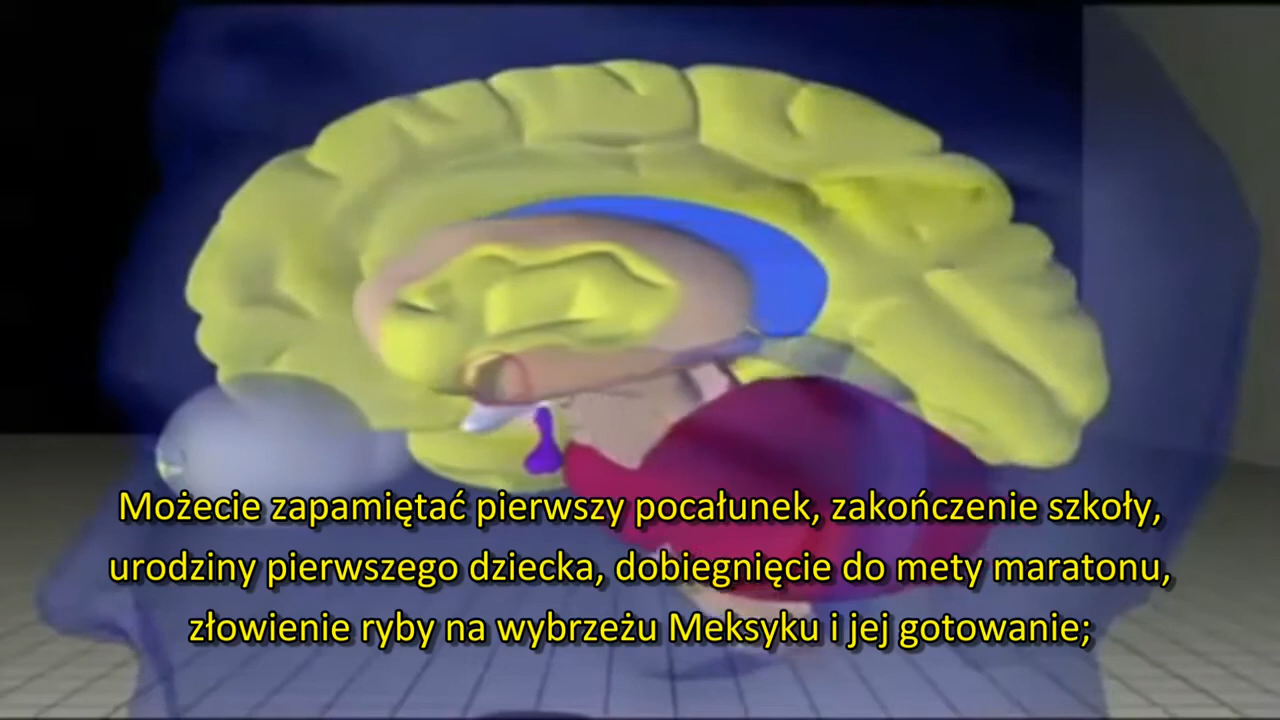 Możecie zapamiętać pierwszy pocałunek, zakończenie szkoły,
urodziny pierwszego dziecka, dobiegnięcie do mety maratonu,
złowienie ryby na wybrzeżu Meksyku i jej gotowanie;